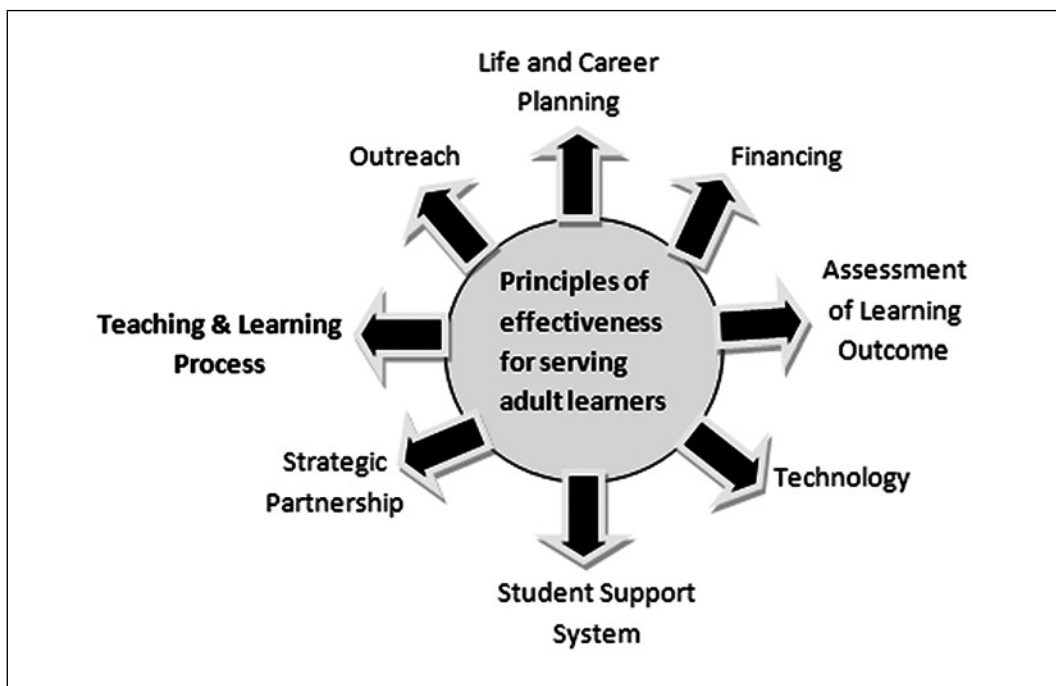 Life and Career
Planning
Outreach
Financing
Principles of
effectiveness
for serving
adult learners
Assessment
of Learning
Outcome
Teaching & Learning
Process
Strategic
Partnership
Technology
Student Support
System